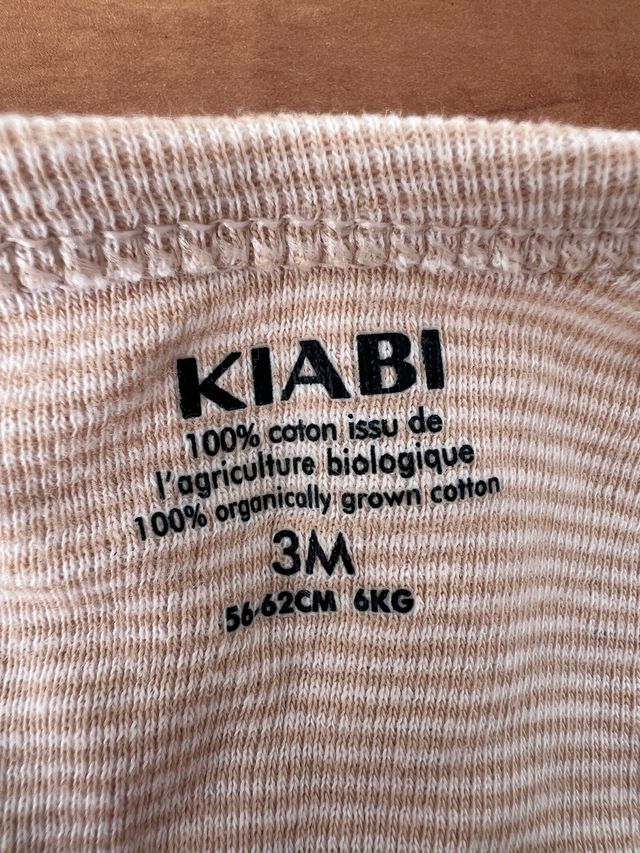 KIABI
100% coton issu de
l'agriculture biologique
100% organically grown cotton
3M
56-62CM 6KG